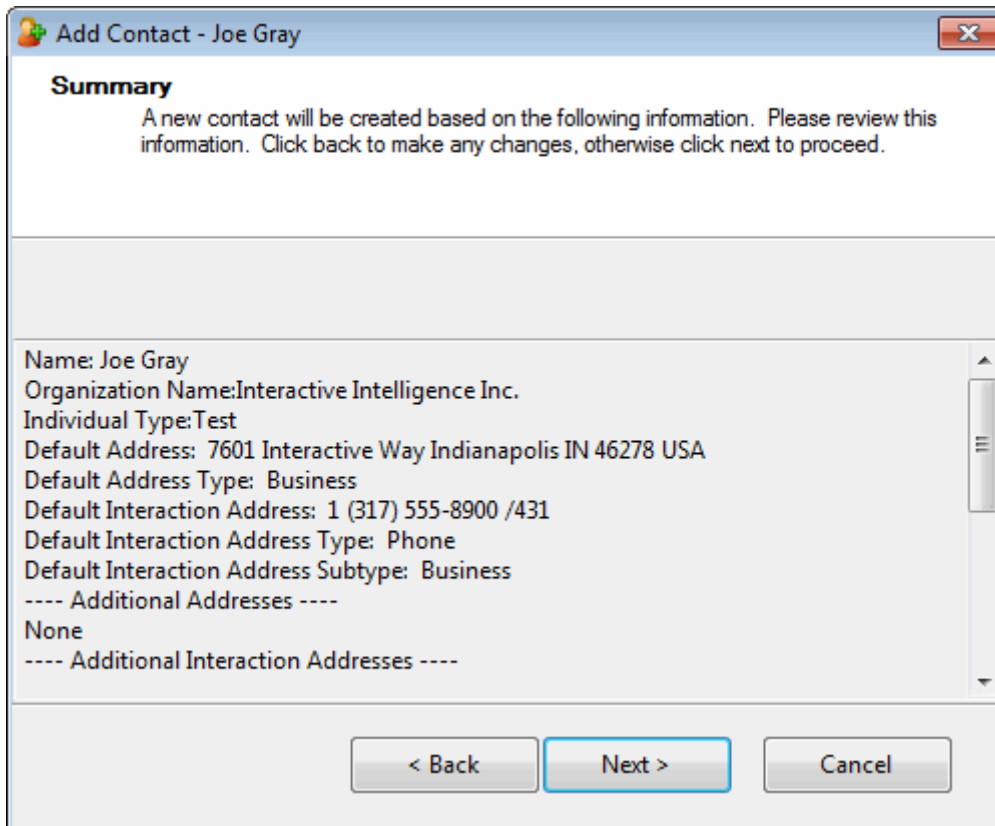 Add Contact - Joe Gray
Summary
A new contact will be created based on the following information.  Please review this
information.  Click back to make any changes, otherwise click next to proceed.
Name: Joe Gray
Organization Name:Interactive Intelligence Inc.
Individual Type:Test
Default Address:  7601 Interactive Way Indianapolis IN 46278 USA
Default Address Type:  Business
Default Interaction Address:  1 (317) 555-8900 /431
Default Interaction Address Type:  Phone
Default Interaction Address Subtype:  Business
---- Additional Addresses ----
None
---- Additional Interaction Addresses ----
< Back
Next >
Cancel